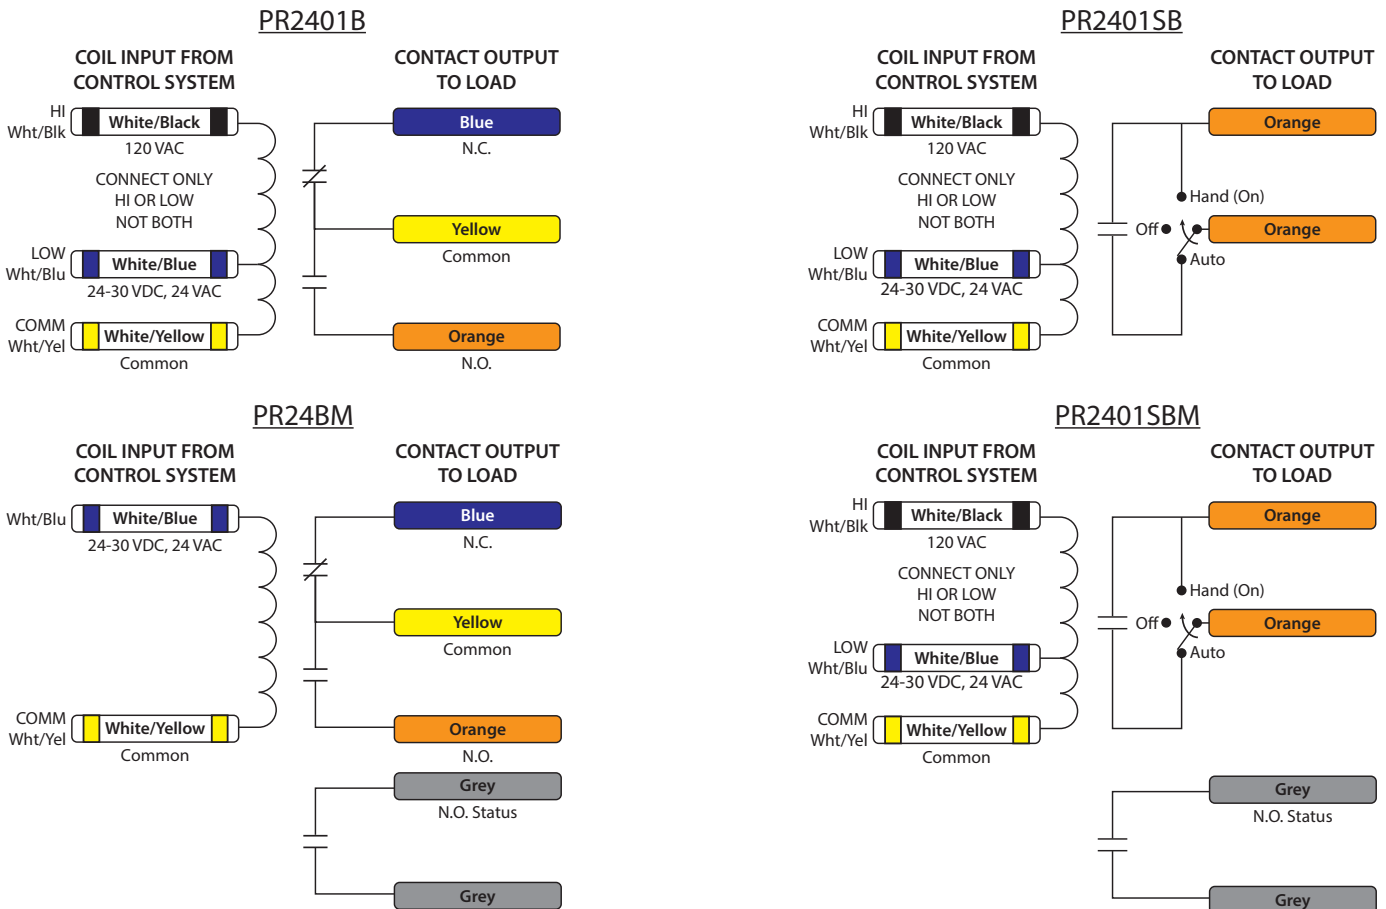 PR2401B
COIL INPUT FROM
CONTROL SYSTEM
CONTACT OUTPUT
TO LOAD
HI
Wht/Blk
White/Black
120 VAC
CONNECT ONLY
HI OR LOW
NOT BOTH
LOW
Wht/Blu
White/Blue
24-30 VDC, 24 VAC
COMM
Wht/Yel
White/Yellow
Common
Blue
N.C.
Yellow
Common
Orange
N.O.
PR2401SB
COIL INPUT FROM
CONTROL SYSTEM
CONTACT OUTPUT
TO LOAD
HI
Wht/Blk
White/Black
120 VAC
CONNECT ONLY
HI OR LOW
NOT BOTH
LOW
Wht/Blu
White/Blue
24-30 VDC, 24 VAC
COMM
Wht/Yel
White/Yellow
Common
Orange
Hand (On)
Off
Orange
Auto
PR24BM
COIL INPUT FROM
CONTROL SYSTEM
CONTACT OUTPUT
TO LOAD
Wht/Blu
White/Blue
24-30 VDC, 24 VAC
COMM
Wht/Yel
White/Yellow
Common
Blue
N.C.
Yellow
Common
Orange
N.O.
Grey
N.O. Status
Grey
PR2401SBM
COIL INPUT FROM
CONTROL SYSTEM
CONTACT OUTPUT
TO LOAD
HI
Wht/Blk
White/Black
120 VAC
CONNECT ONLY
HI OR LOW
NOT BOTH
LOW
Wht/Blu
White/Blue
24-30 VDC, 24 VAC
COMM
Wht/Yel
White/Yellow
Common
Orange
Hand (On)
Off
Orange
Auto
Grey
N.O. Status
Grey